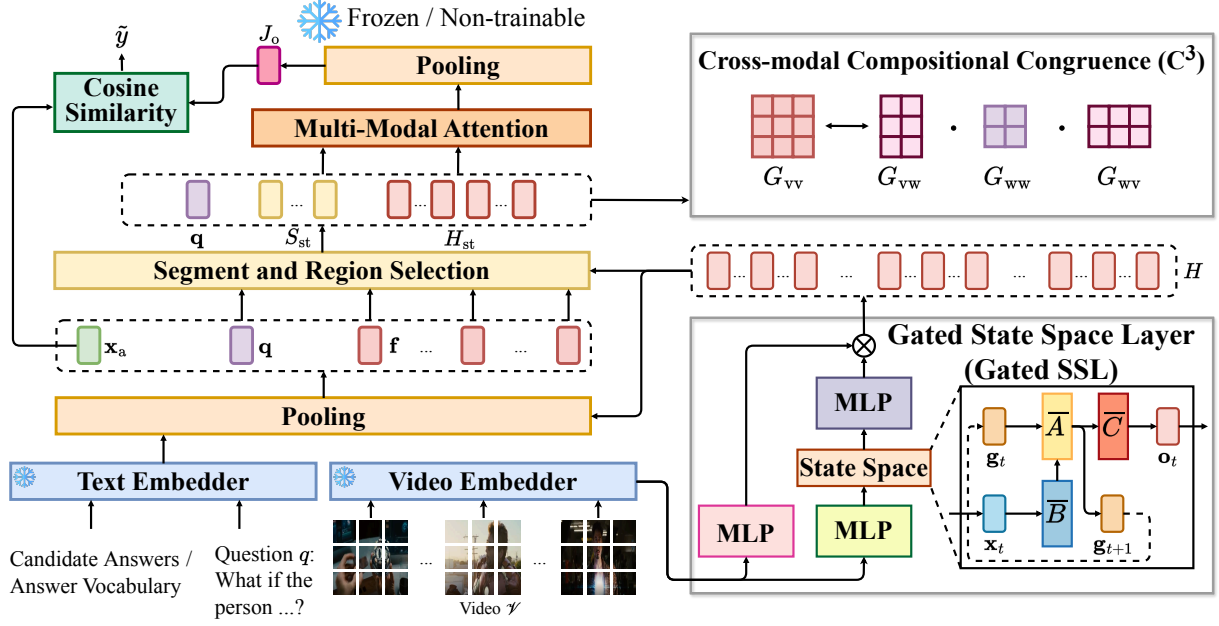 Frozen / Non-trainable
ỹ
J_o
Pooling
Cosine
Similarity
Multi-Modal Attention
... ... ...
q
S_st
H_st
Segment and Region Selection
x_a
q
f
... ...
Pooling
Text Embedder
Video Embedder
Candidate Answers /
Answer Vocabulary
Question q:
What if the
person ...?
... ...
Video 𝒱
Cross-modal Compositional Congruence (C³)
· ·
G_vv
G_vw
G_ww
G_wv
... ... ... ... ... ... ... ...
H
Gated State Space Layer
(Gated SSL)
⊗
MLP
State Space
MLP
MLP
A̅
C̅
g_t
o_t
B̅
x_t
g_{t+1}